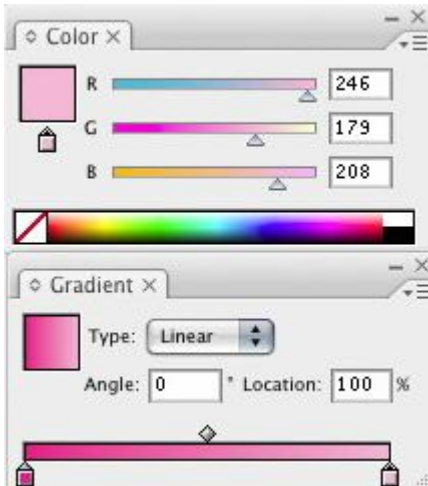 Color ×
R 246
G 179
B 208
Gradient ×
Type: Linear
Angle: 0 ° Location: 100 %